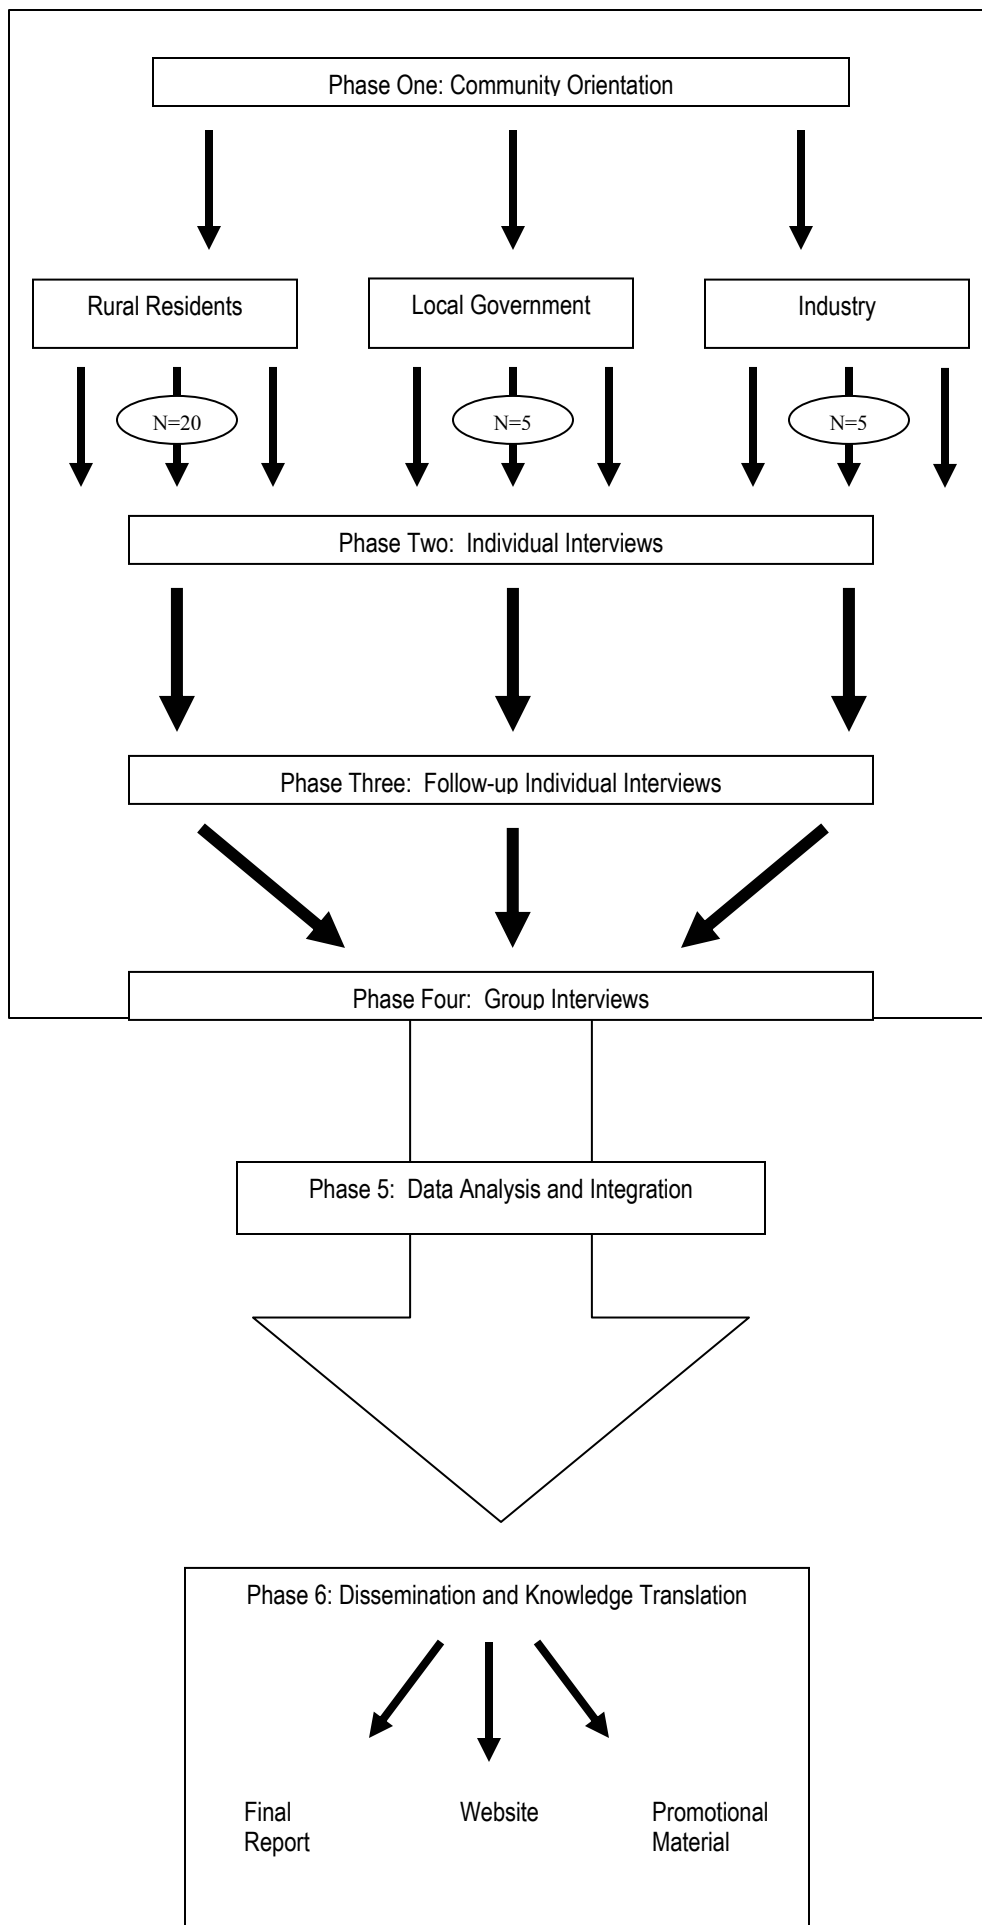 Phase One: Community Orientation
Rural Residents
Local Government
Industry
N=20
N=5
N=5
Phase Two:  Individual Interviews
Phase Three:  Follow-up Individual Interviews
Phase Four:  Group Interviews
Phase 5:  Data Analysis and Integration
Phase 6: Dissemination and Knowledge Translation
Final
Report
Website
Promotional
Material